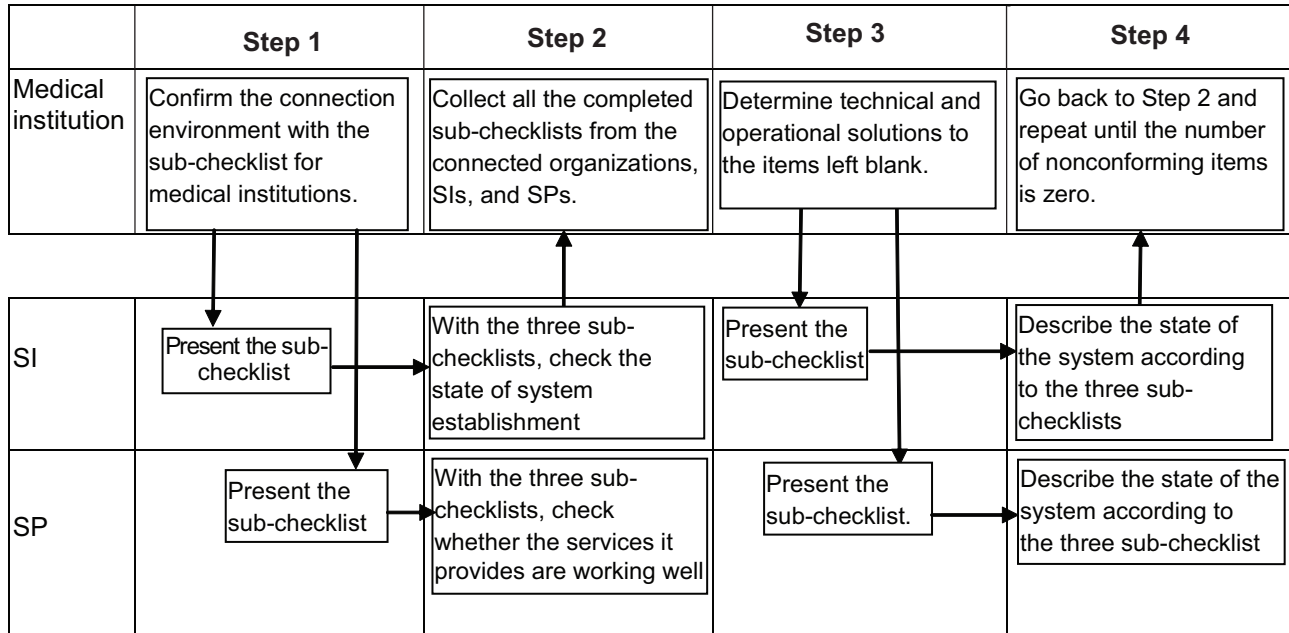 Step 1
Step 2
Step 3
Step 4
Medical
institution
Confirm the connection
environment with the
sub-checklist for
medical institutions.
Collect all the completed
sub-checklists from the
connected organizations,
SIs, and SPs.
Determine technical and
operational solutions to
the items left blank.
Go back to Step 2 and
repeat until the number
of nonconforming items
is zero.
SI
Present the sub-
checklist
With the three sub-
checklists, check the
state of system
establishment
Present the
sub-checklist
Describe the state of
the system according
to the three sub-
checklists
SP
Present the
sub-checklist
With the three sub-
checklists, check
whether the services it
provides are working well
Present the
sub-checklist.
Describe the state of the
system according to
the three sub-checklist